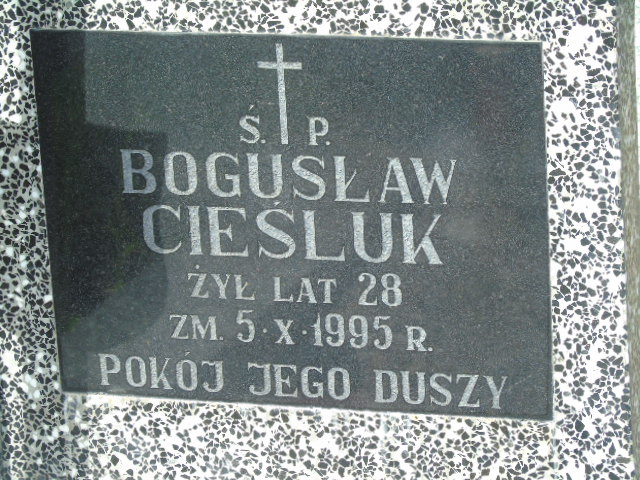 Ś. P.
BOGUSŁAW
CIEŚLUK
ŻYŁ LAT 28
ZM. 5·X·1995 R.
POKÓJ JEGO DUSZY